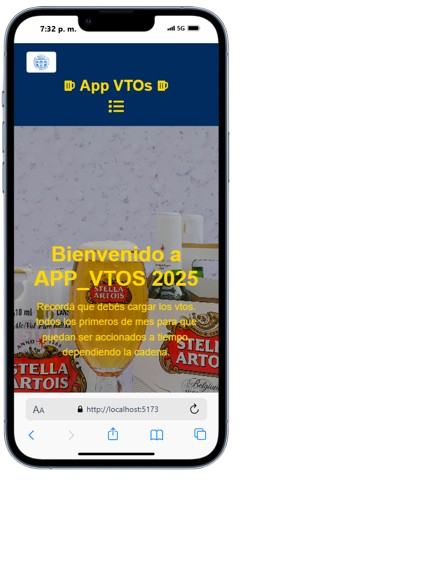 7:32 p. m.
5G
App VTOs
Bienvenido a
APP_VTOS 2025
Recordá que debés cargar los vtos
todos los primeros de mes para que
puedan ser accionados a tiempo,
dependiendo la cadena.
STELLA
ARTOIS
STELLA
ARTOIS
AA
http://localhost:5173